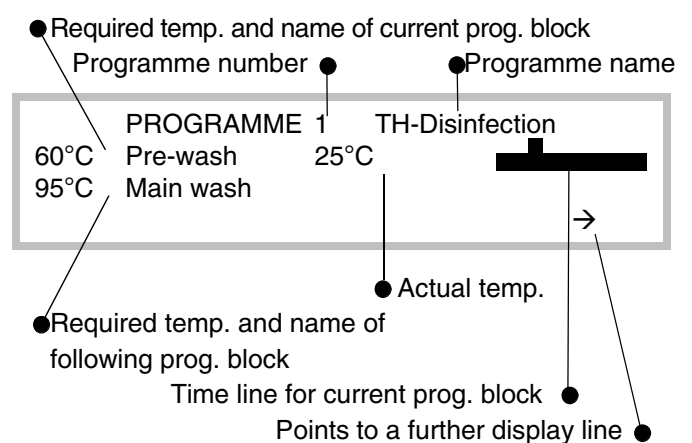 Required temp. and name of current prog. block
Programme number
Programme name
PROGRAMME 1 TH-Disinfection
60°C Pre-wash 25°C
95°C Main wash
→
Actual temp.
Required temp. and name of
following prog. block
Time line for current prog. block
Points to a further display line